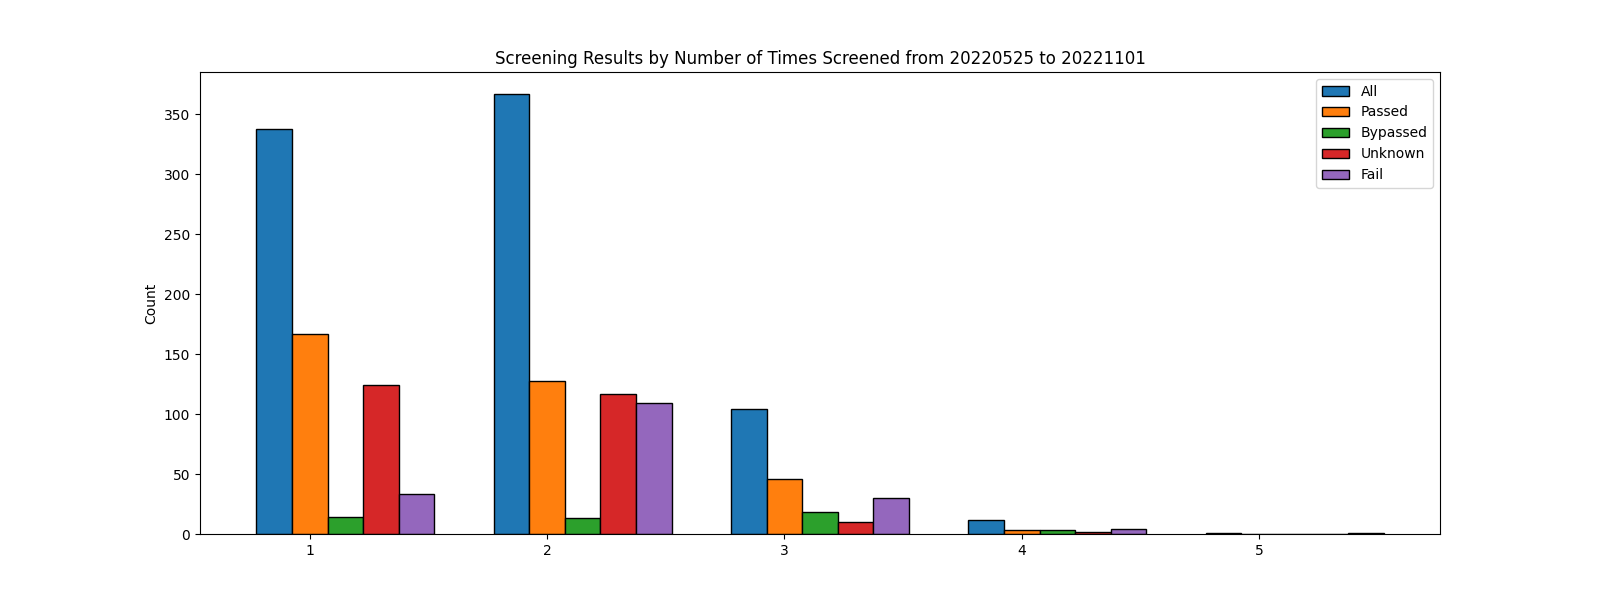 Screening Results by Number of Times Screened from 20220525 to 20221101
All
Passed
Bypassed
Unknown
Fail
Count
350
300
250
200
150
100
50
0
1 2 3 4 5